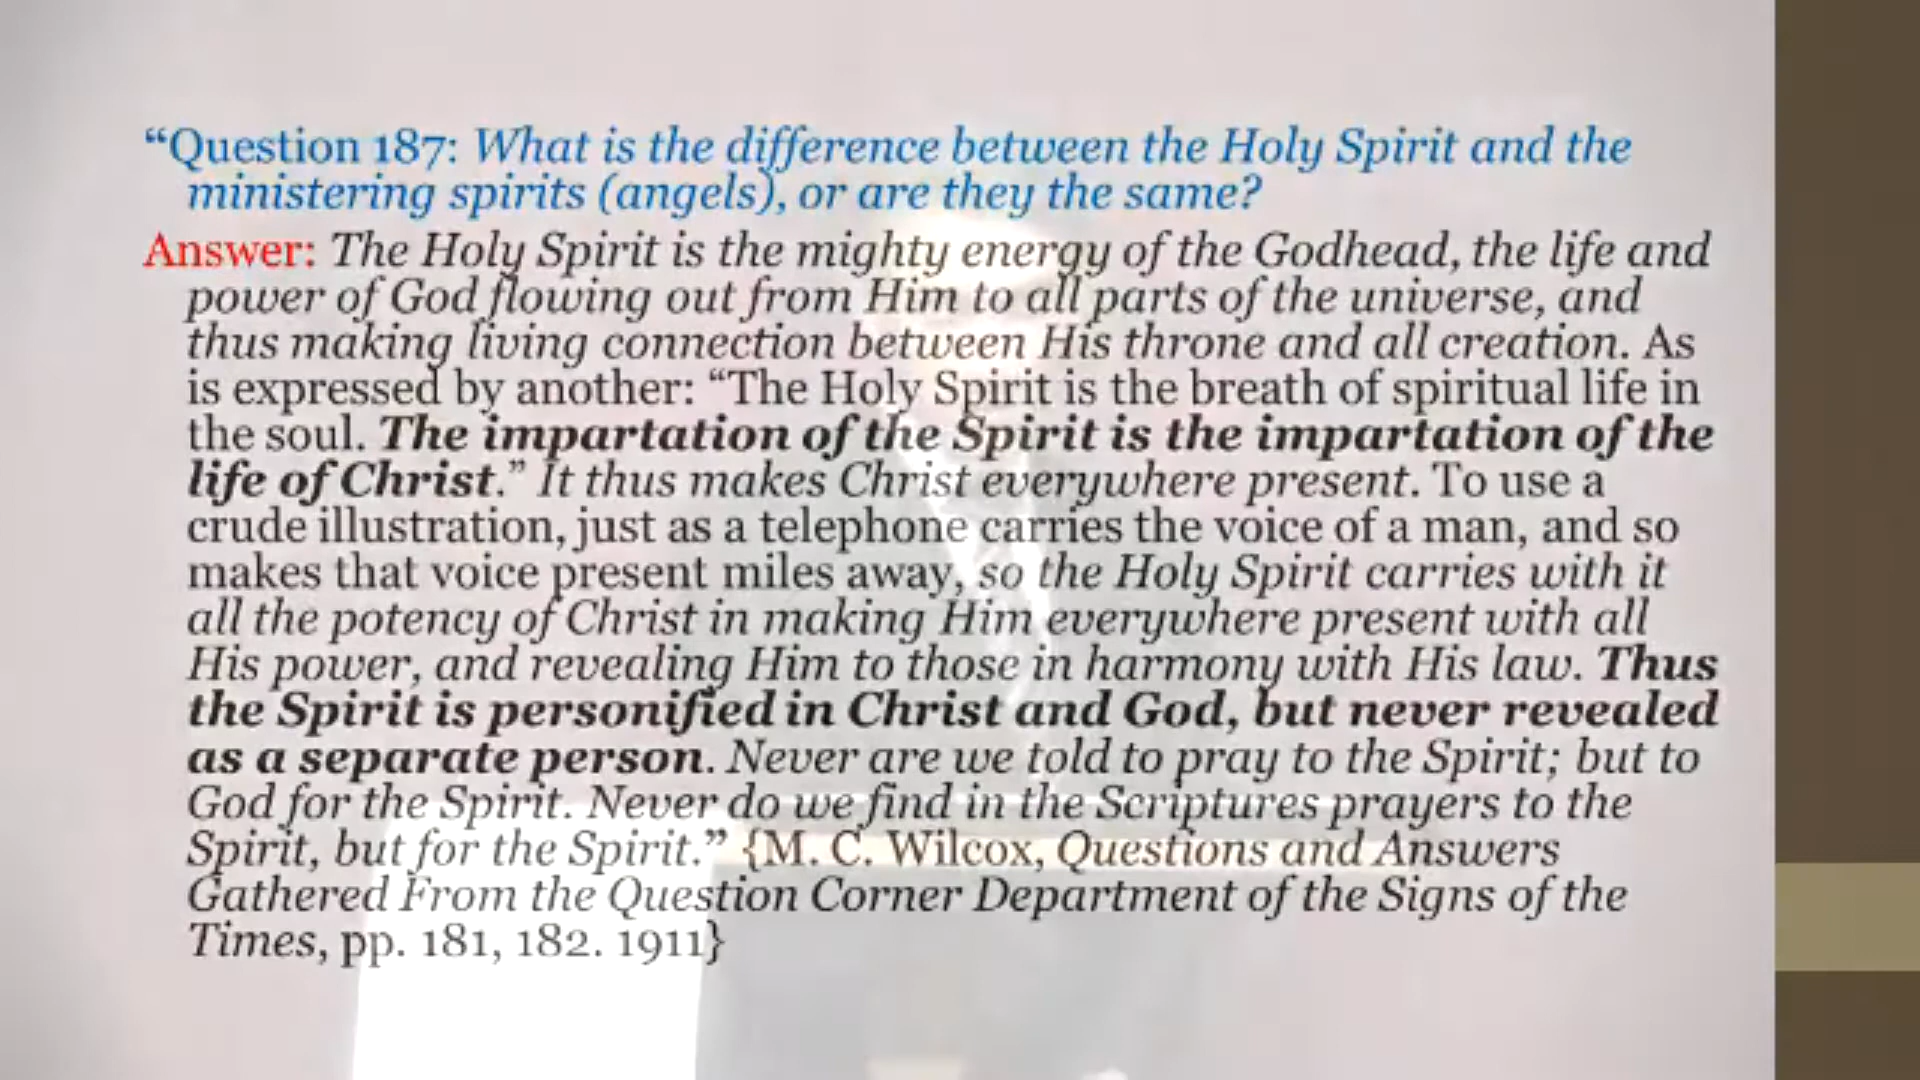 “Question 187: What is the difference between the Holy Spirit and the
ministering spirits (angels), or are they the same?
Answer: The Holy Spirit is the mighty energy of the Godhead, the life and
power of God flowing out from Him to all parts of the universe, and
thus making living connection between His throne and all creation. As
is expressed by another: “The Holy Spirit is the breath of spiritual life in
the soul. The impartation of the Spirit is the impartation of the
life of Christ.” It thus makes Christ everywhere present. To use a
crude illustration, just as a telephone carries the voice of a man, and so
makes that voice present miles away, so the Holy Spirit carries with it
all the potency of Christ in making Him everywhere present with all
His power, and revealing Him to those in harmony with His law. Thus
the Spirit is personified in Christ and God, but never revealed
as a separate person. Never are we told to pray to the Spirit; but to
God for the Spirit. Never do we find in the Scriptures prayers to the
Spirit, but for the Spirit.” {M. C. Wilcox, Questions and Answers
Gathered From the Question Corner Department of the Signs of the
Times, pp. 181, 182. 1911}